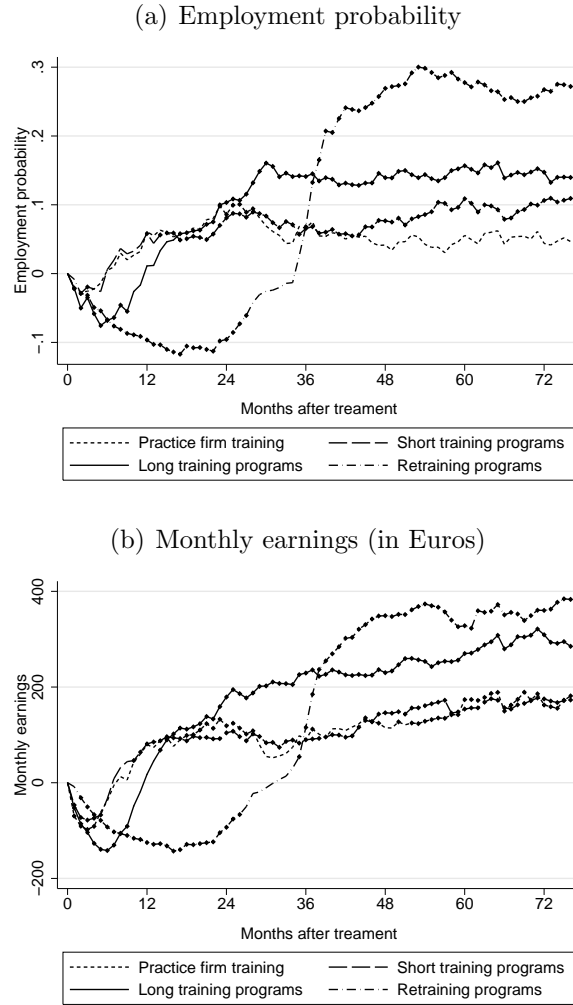 (a) Employment probability
.3
.2
.1
0
-.1
Employment probability
0 12 24 36 48 60 72
Months after treament
Practice firm training Short training programs
Long training programs Retraining programs
(b) Monthly earnings (in Euros)
400
200
0
-200
Monthly earnings
0 12 24 36 48 60 72
Months after treament
Practice firm training Short training programs
Long training programs Retraining programs